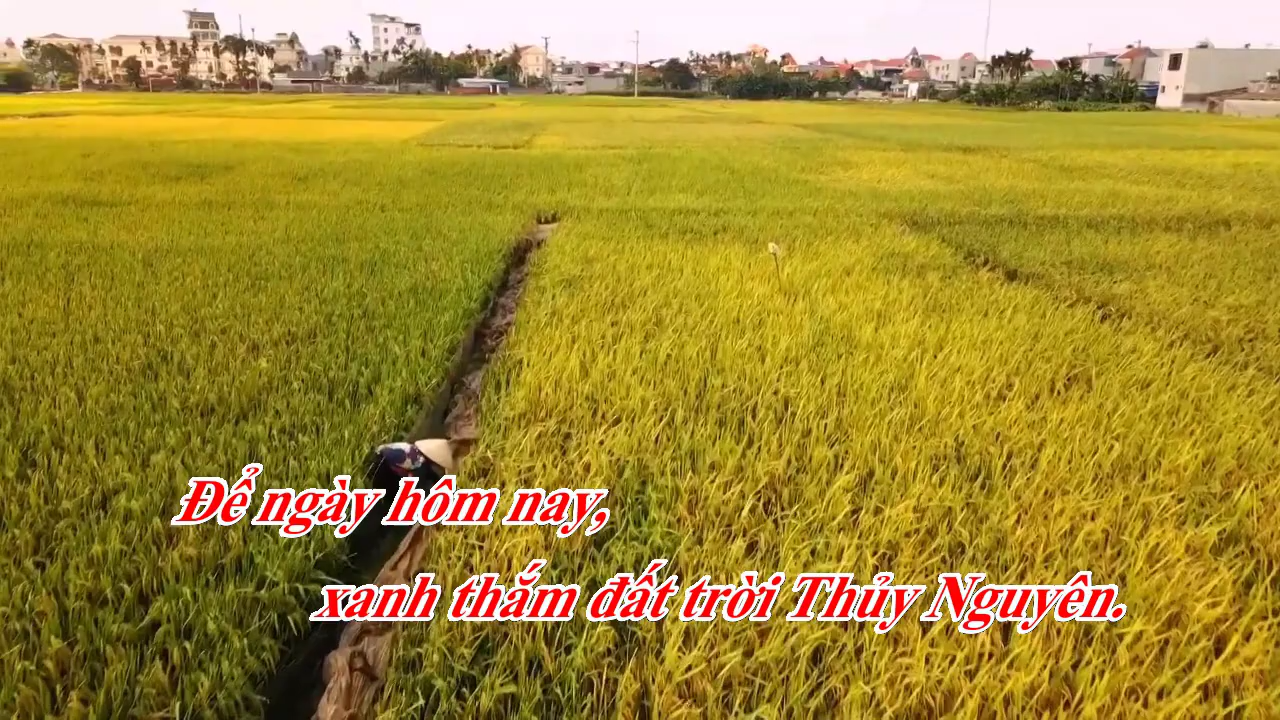 Để ngày hôm nay,
xanh thắm đất trời Thủy Nguyên.